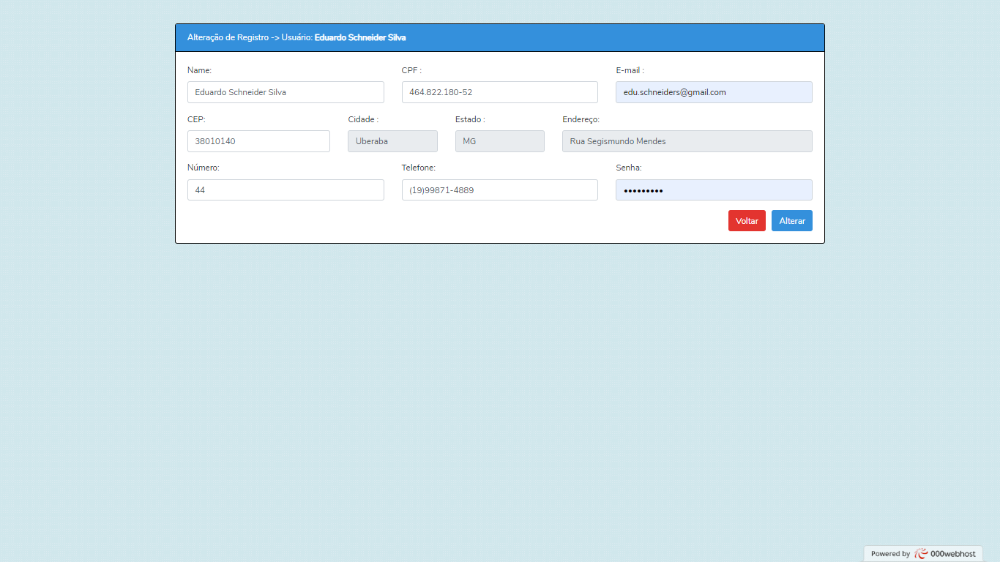 Alteração de Registro -> Usuário: Eduardo Schneider Silva
Name: CPF : E-mail :
Eduardo Schneider Silva 464.822.180-52 edu.schneiders@gmail.com
CEP: Cidade : Estado : Endereço:
38010140 Uberaba MG Rua Segismundo Mendes
Número: Telefone: Senha:
44 (19)99871-4889 •••••••••
Voltar Alterar
Powered by 000webhost